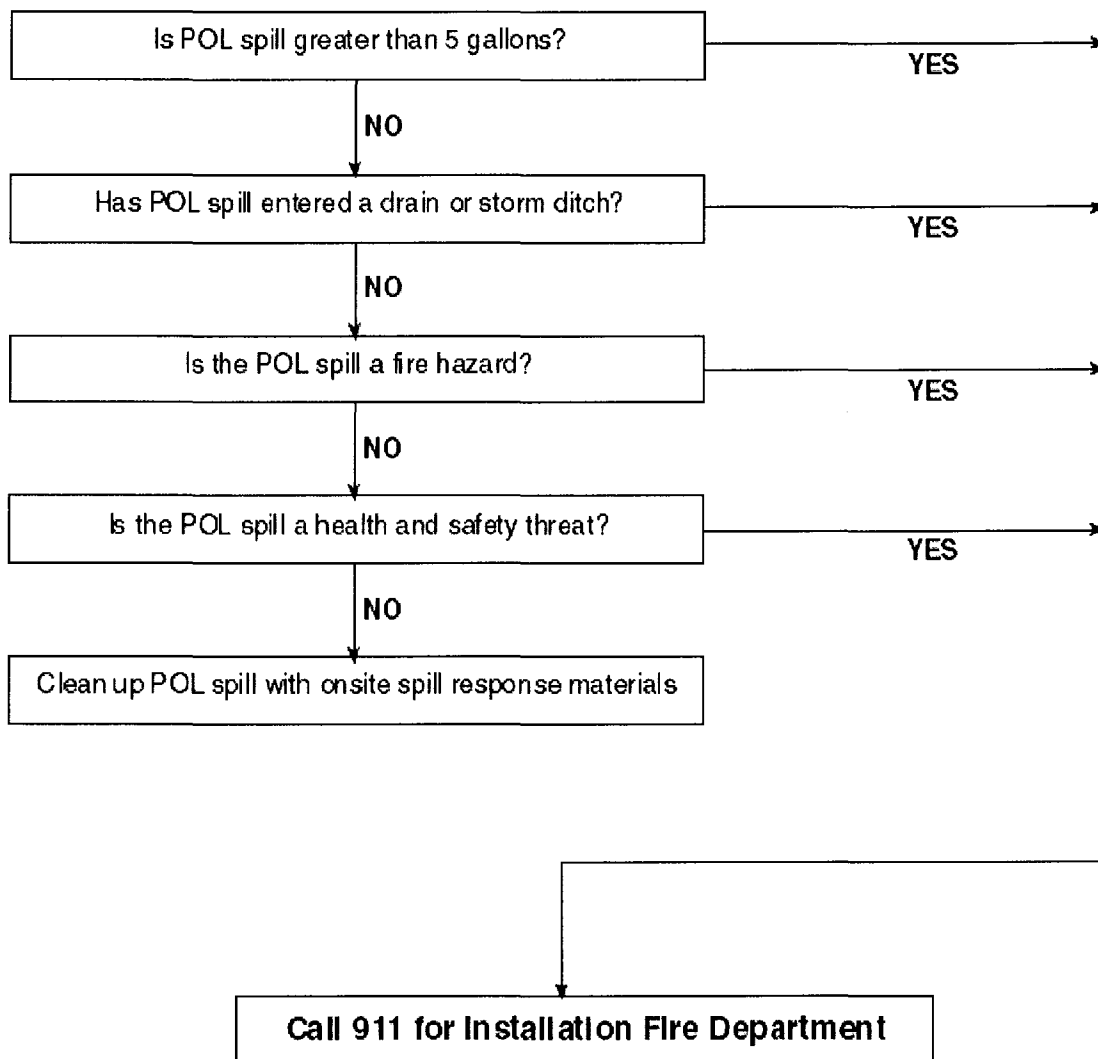 Is POL spill greater than 5 gallons?
YES
NO
Has POL spill entered a drain or storm ditch?
YES
NO
Is the POL spill a fire hazard?
YES
NO
Is the POL spill a health and safety threat?
YES
NO
Clean up POL spill with onsite spill response materials
Call 911 for Installation Fire Department